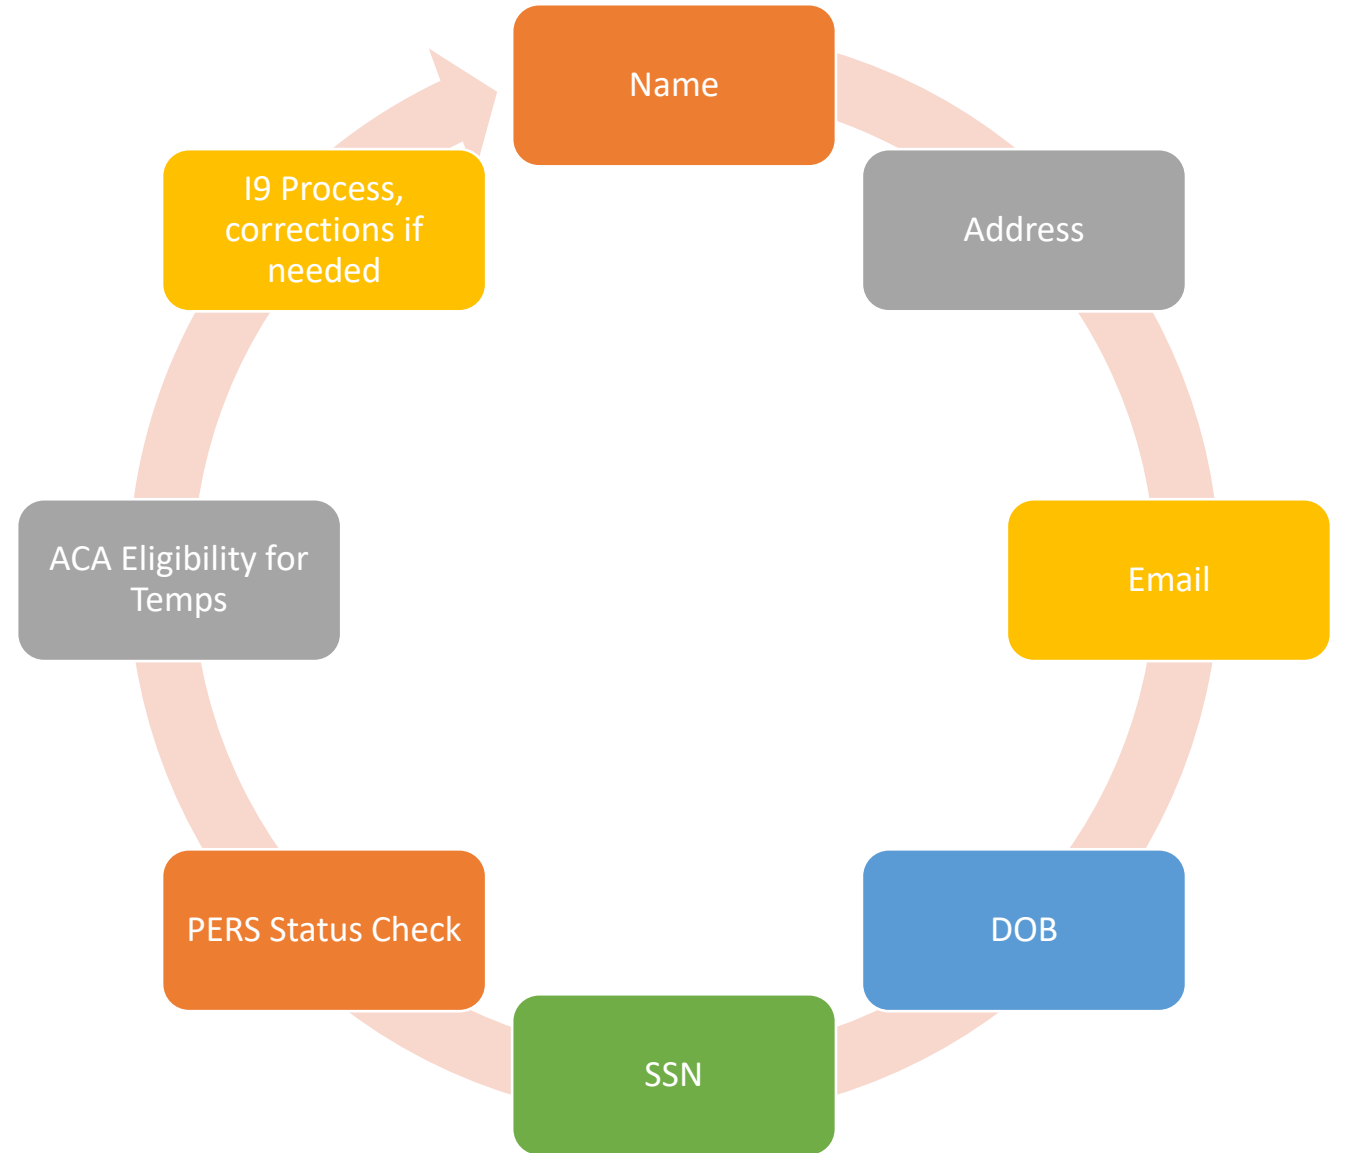 Name
Address
Email
DOB
SSN
PERS Status Check
ACA Eligibility for
Temps
I9 Process,
corrections if
needed